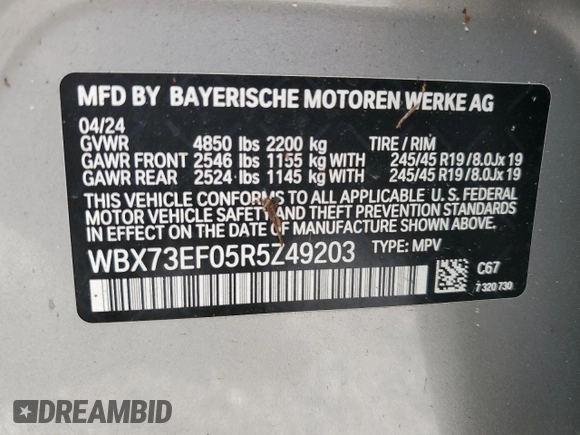 MFD BY BAYERISCHE MOTOREN WERKE AG
04/24
GVWR 4850 lbs 2200 kg TIRE / RIM
GAWR FRONT 2546 lbs 1155 kg WITH 245/45 R19 / 8.0Jx 19
GAWR REAR 2524 lbs 1145 kg WITH 245/45 R19 / 8.0Jx 19
THIS VEHICLE CONFORMS TO ALL APPLICABLE U. S. FEDERAL
MOTOR VEHICLE SAFETY AND THEFT PREVENTION STANDARDS
IN EFFECT ON THE DATE OF MANUFACTURE SHOWN ABOVE.
WBX73EF05R5Z49203 TYPE: MPV
C67
7 320 730
DREAMBID